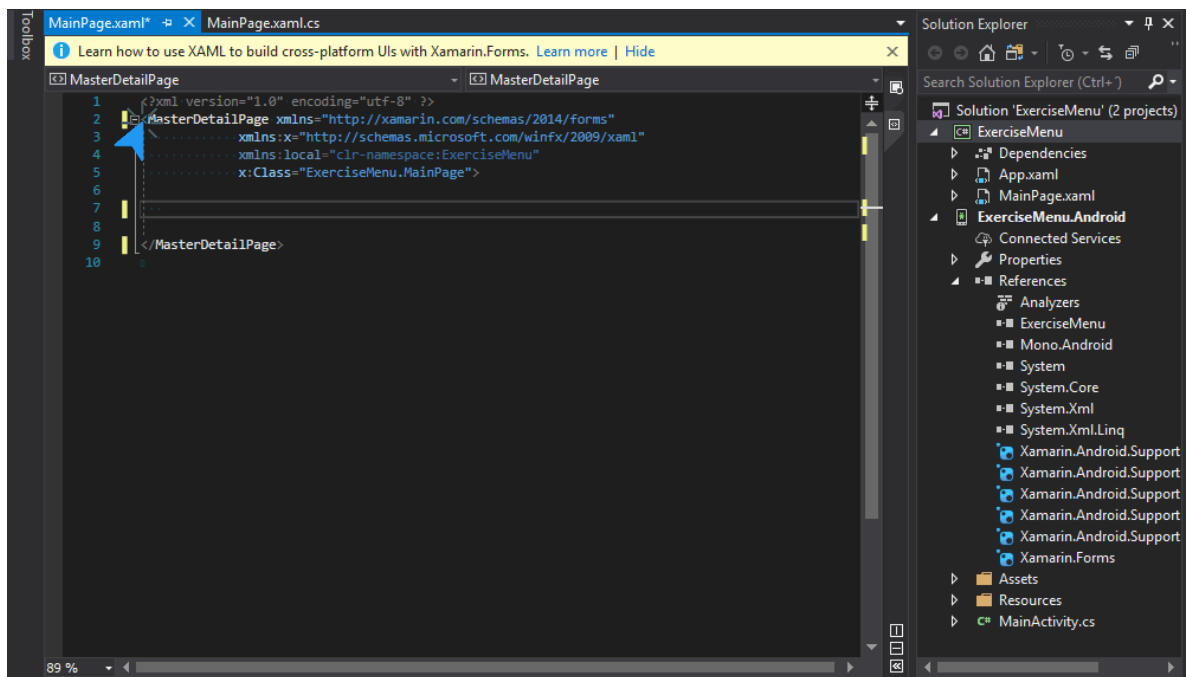 Toolbox
MainPage.xaml*
MainPage.xaml.cs
Learn how to use XAML to build cross-platform UIs with Xamarin.Forms. Learn more | Hide
MasterDetailPage
MasterDetailPage
1 <?xml version="1.0" encoding="utf-8" ?>
2 <MasterDetailPage xmlns="http://xamarin.com/schemas/2014/forms"
3 xmlns:x="http://schemas.microsoft.com/winfx/2009/xaml"
4 xmlns:local="clr-namespace:ExerciseMenu"
5 x:Class="ExerciseMenu.MainPage">
6
7
8
9 </MasterDetailPage>
10
89 %
Solution Explorer
Search Solution Explorer (Ctrl+¨)
Solution 'ExerciseMenu' (2 projects)
C# ExerciseMenu
Dependencies
App.xaml
MainPage.xaml
ExerciseMenu.Android
Connected Services
Properties
References
Analyzers
ExerciseMenu
Mono.Android
System
System.Core
System.Xml
System.Xml.Linq
Xamarin.Android.Support
Xamarin.Android.Support
Xamarin.Android.Support
Xamarin.Android.Support
Xamarin.Android.Support
Xamarin.Forms
Assets
Resources
C# MainActivity.cs